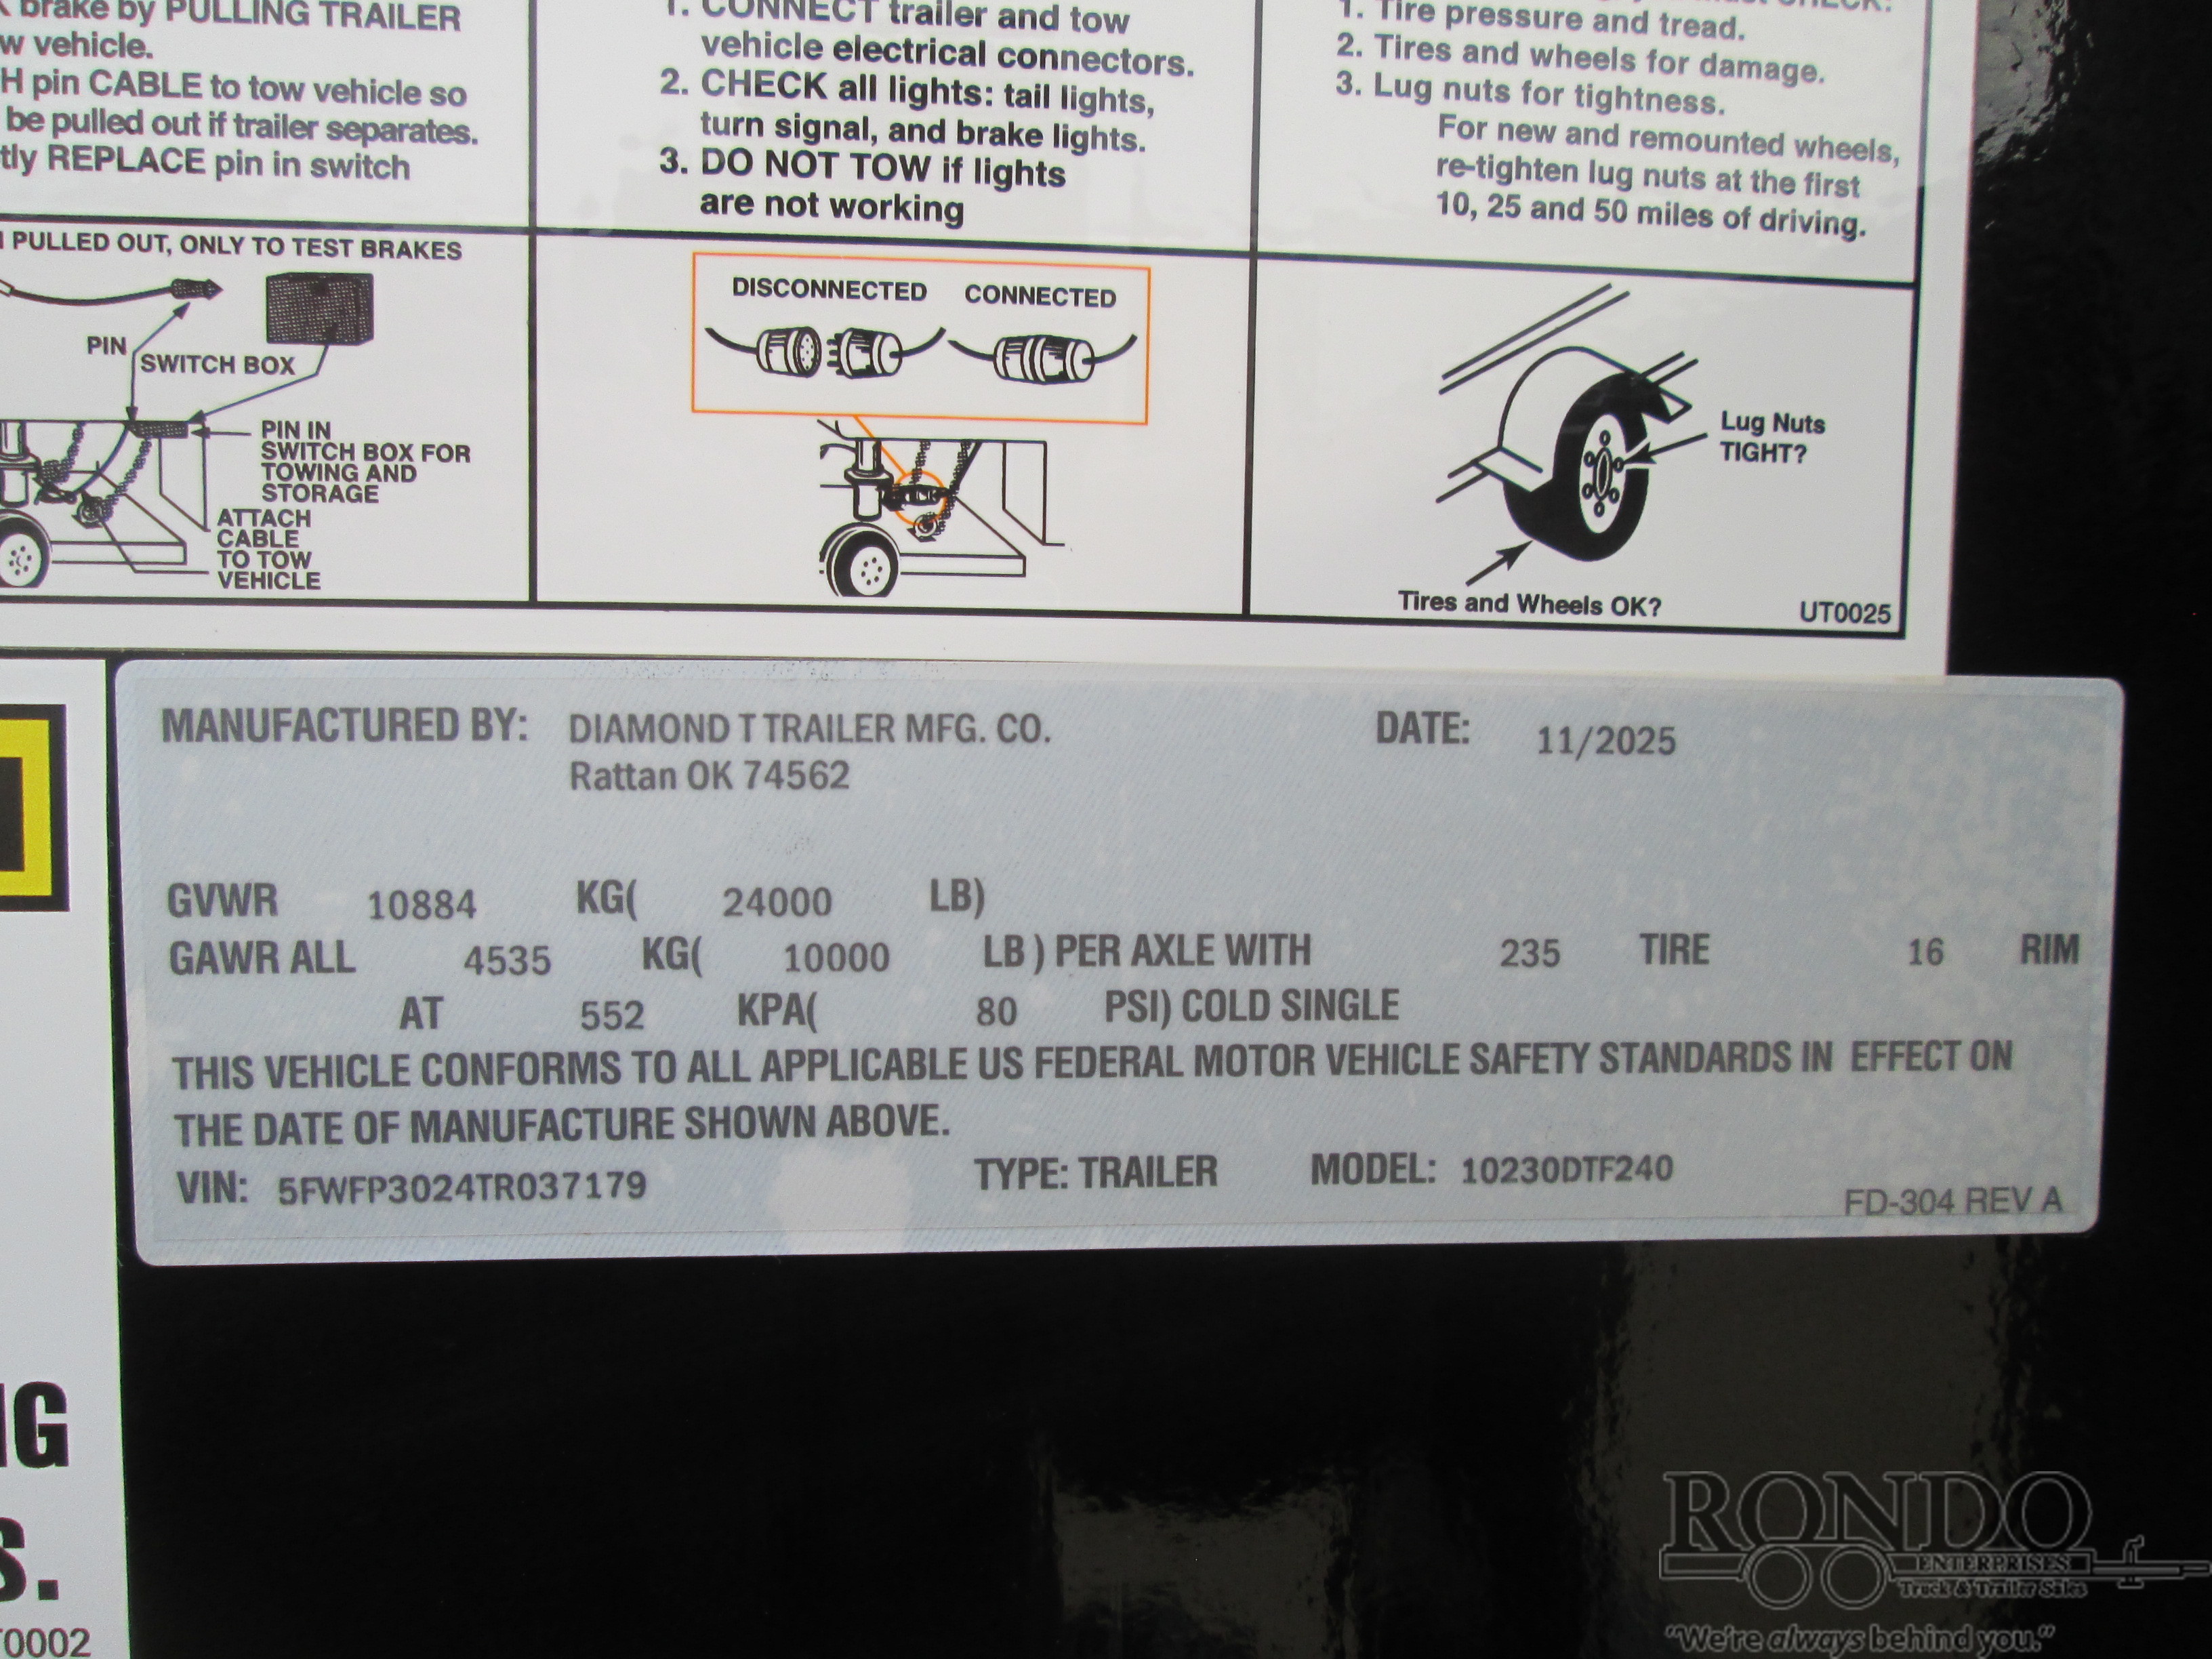 brake by PULLING TRAILER
w vehicle.
H pin CABLE to tow vehicle so
be pulled out if trailer separates.
tly REPLACE pin in switch
1. CONNECT trailer and tow
vehicle electrical connectors.
2. CHECK all lights: tail lights,
turn signal, and brake lights.
3. DO NOT TOW if lights
are not working
CHECK:
1. Tire pressure and tread.
2. Tires and wheels for damage.
3. Lug nuts for tightness.
For new and remounted wheels,
re-tighten lug nuts at the first
10, 25 and 50 miles of driving.
PULLED OUT, ONLY TO TEST BRAKES
PIN
SWITCH BOX
PIN IN
SWITCH BOX FOR
TOWING AND
STORAGE
ATTACH
CABLE
TO TOW
VEHICLE
DISCONNECTED CONNECTED
Lug Nuts
TIGHT?
Tires and Wheels OK?
UT0025
MANUFACTURED BY: DIAMOND T TRAILER MFG. CO. DATE: 11/2025
Rattan OK 74562
GVWR 10884 KG( 24000 LB)
GAWR ALL 4535 KG( 10000 LB) PER AXLE WITH 235 TIRE 16 RIM
AT 552 KPA( 80 PSI) COLD SINGLE
THIS VEHICLE CONFORMS TO ALL APPLICABLE US FEDERAL MOTOR VEHICLE SAFETY STANDARDS IN EFFECT ON
THE DATE OF MANUFACTURE SHOWN ABOVE.
VIN: 5FWFP3024TR037179 TYPE: TRAILER MODEL: 10230DTF240
FD-304 REV A
G
S.
0002
RONDO
ENTERPRISES
Truck & Trailer Sales
"We're always behind you."